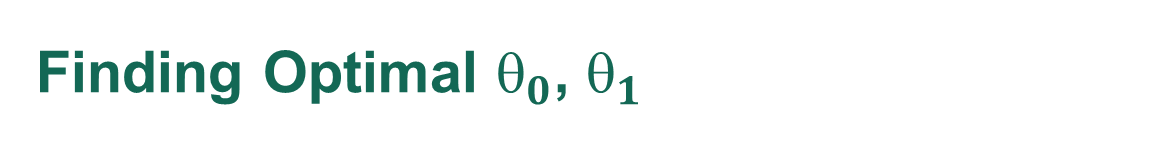 Finding Optimal θ₀, θ₁